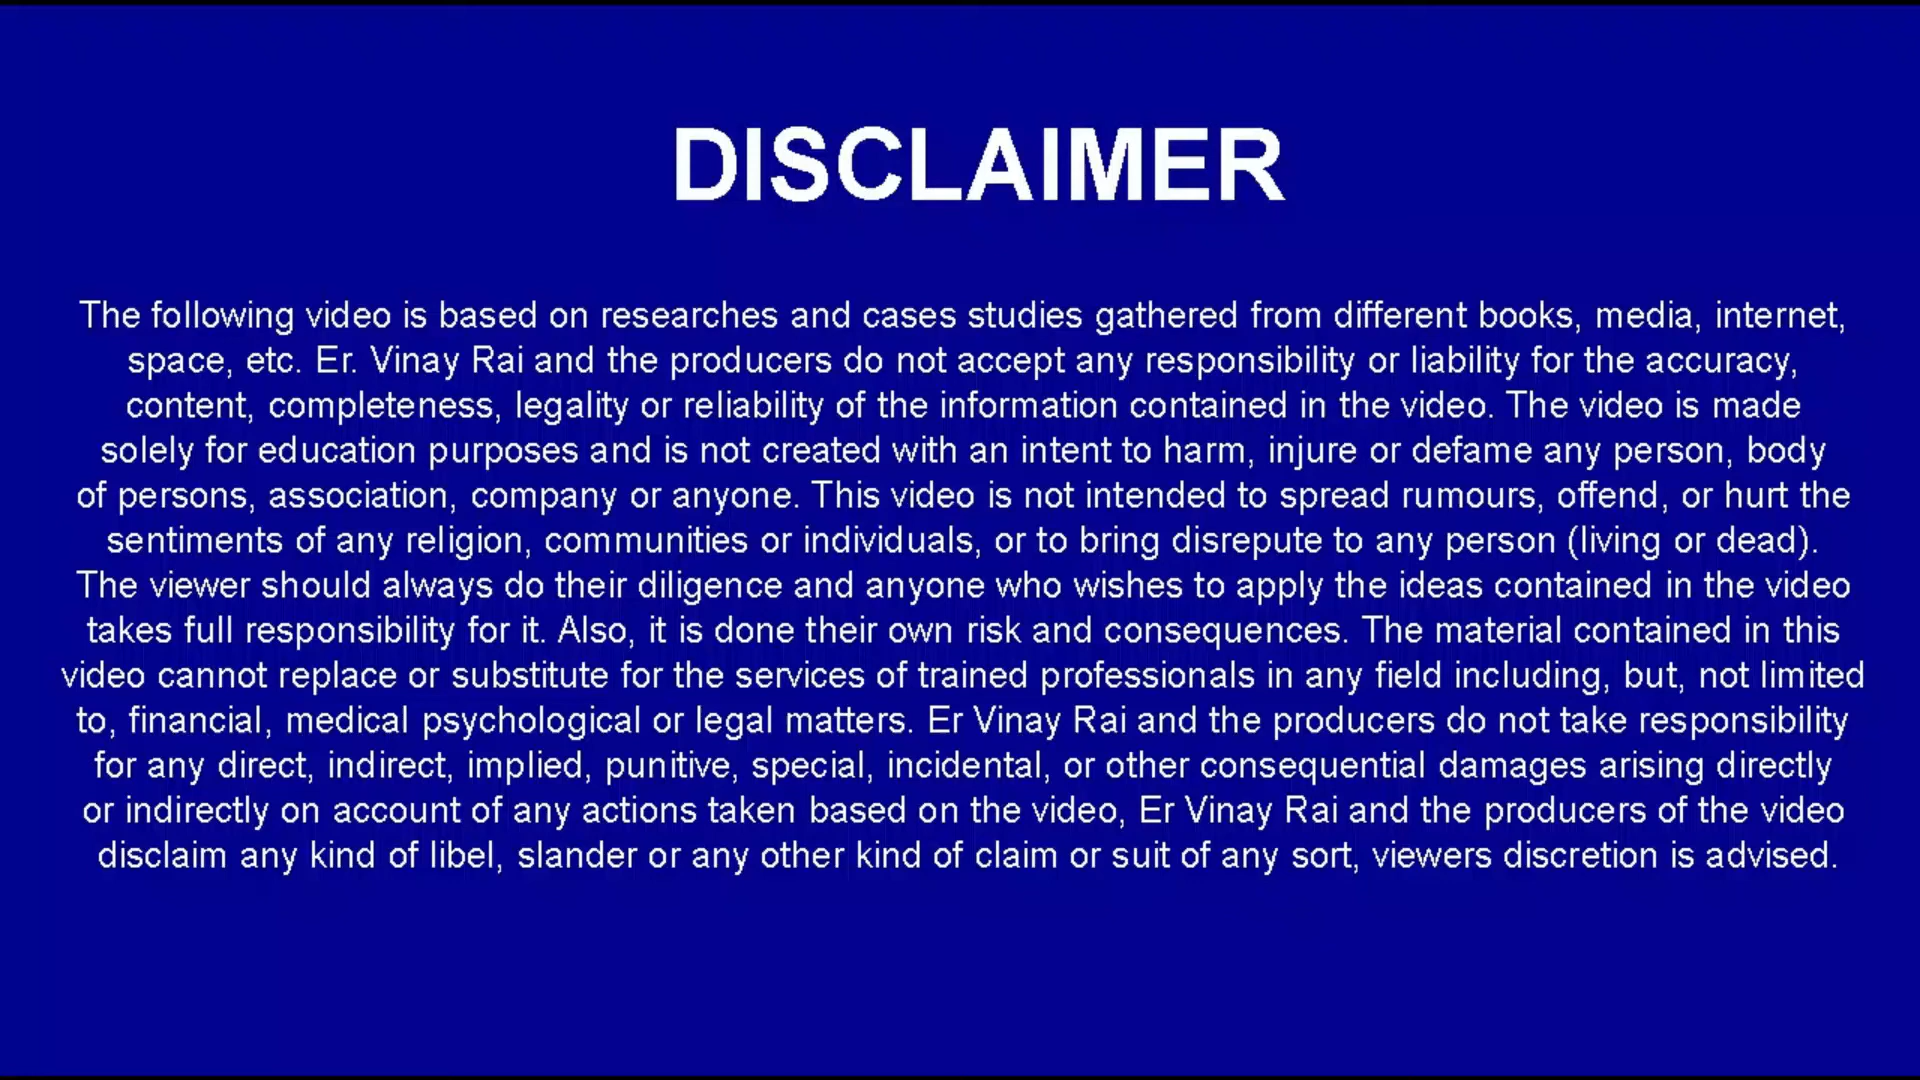 DISCLAIMER
The following video is based on researches and cases studies gathered from different books, media, internet,
space, etc. Er. Vinay Rai and the producers do not accept any responsibility or liability for the accuracy,
content, completeness, legality or reliability of the information contained in the video. The video is made
solely for education purposes and is not created with an intent to harm, injure or defame any person, body
of persons, association, company or anyone. This video is not intended to spread rumours, offend, or hurt the
sentiments of any religion, communities or individuals, or to bring disrepute to any person (living or dead).
The viewer should always do their diligence and anyone who wishes to apply the ideas contained in the video
takes full responsibility for it. Also, it is done their own risk and consequences. The material contained in this
video cannot replace or substitute for the services of trained professionals in any field including, but, not limited
to, financial, medical psychological or legal matters. Er Vinay Rai and the producers do not take responsibility
for any direct, indirect, implied, punitive, special, incidental, or other consequential damages arising directly
or indirectly on account of any actions taken based on the video, Er Vinay Rai and the producers of the video
disclaim any kind of libel, slander or any other kind of claim or suit of any sort, viewers discretion is advised.